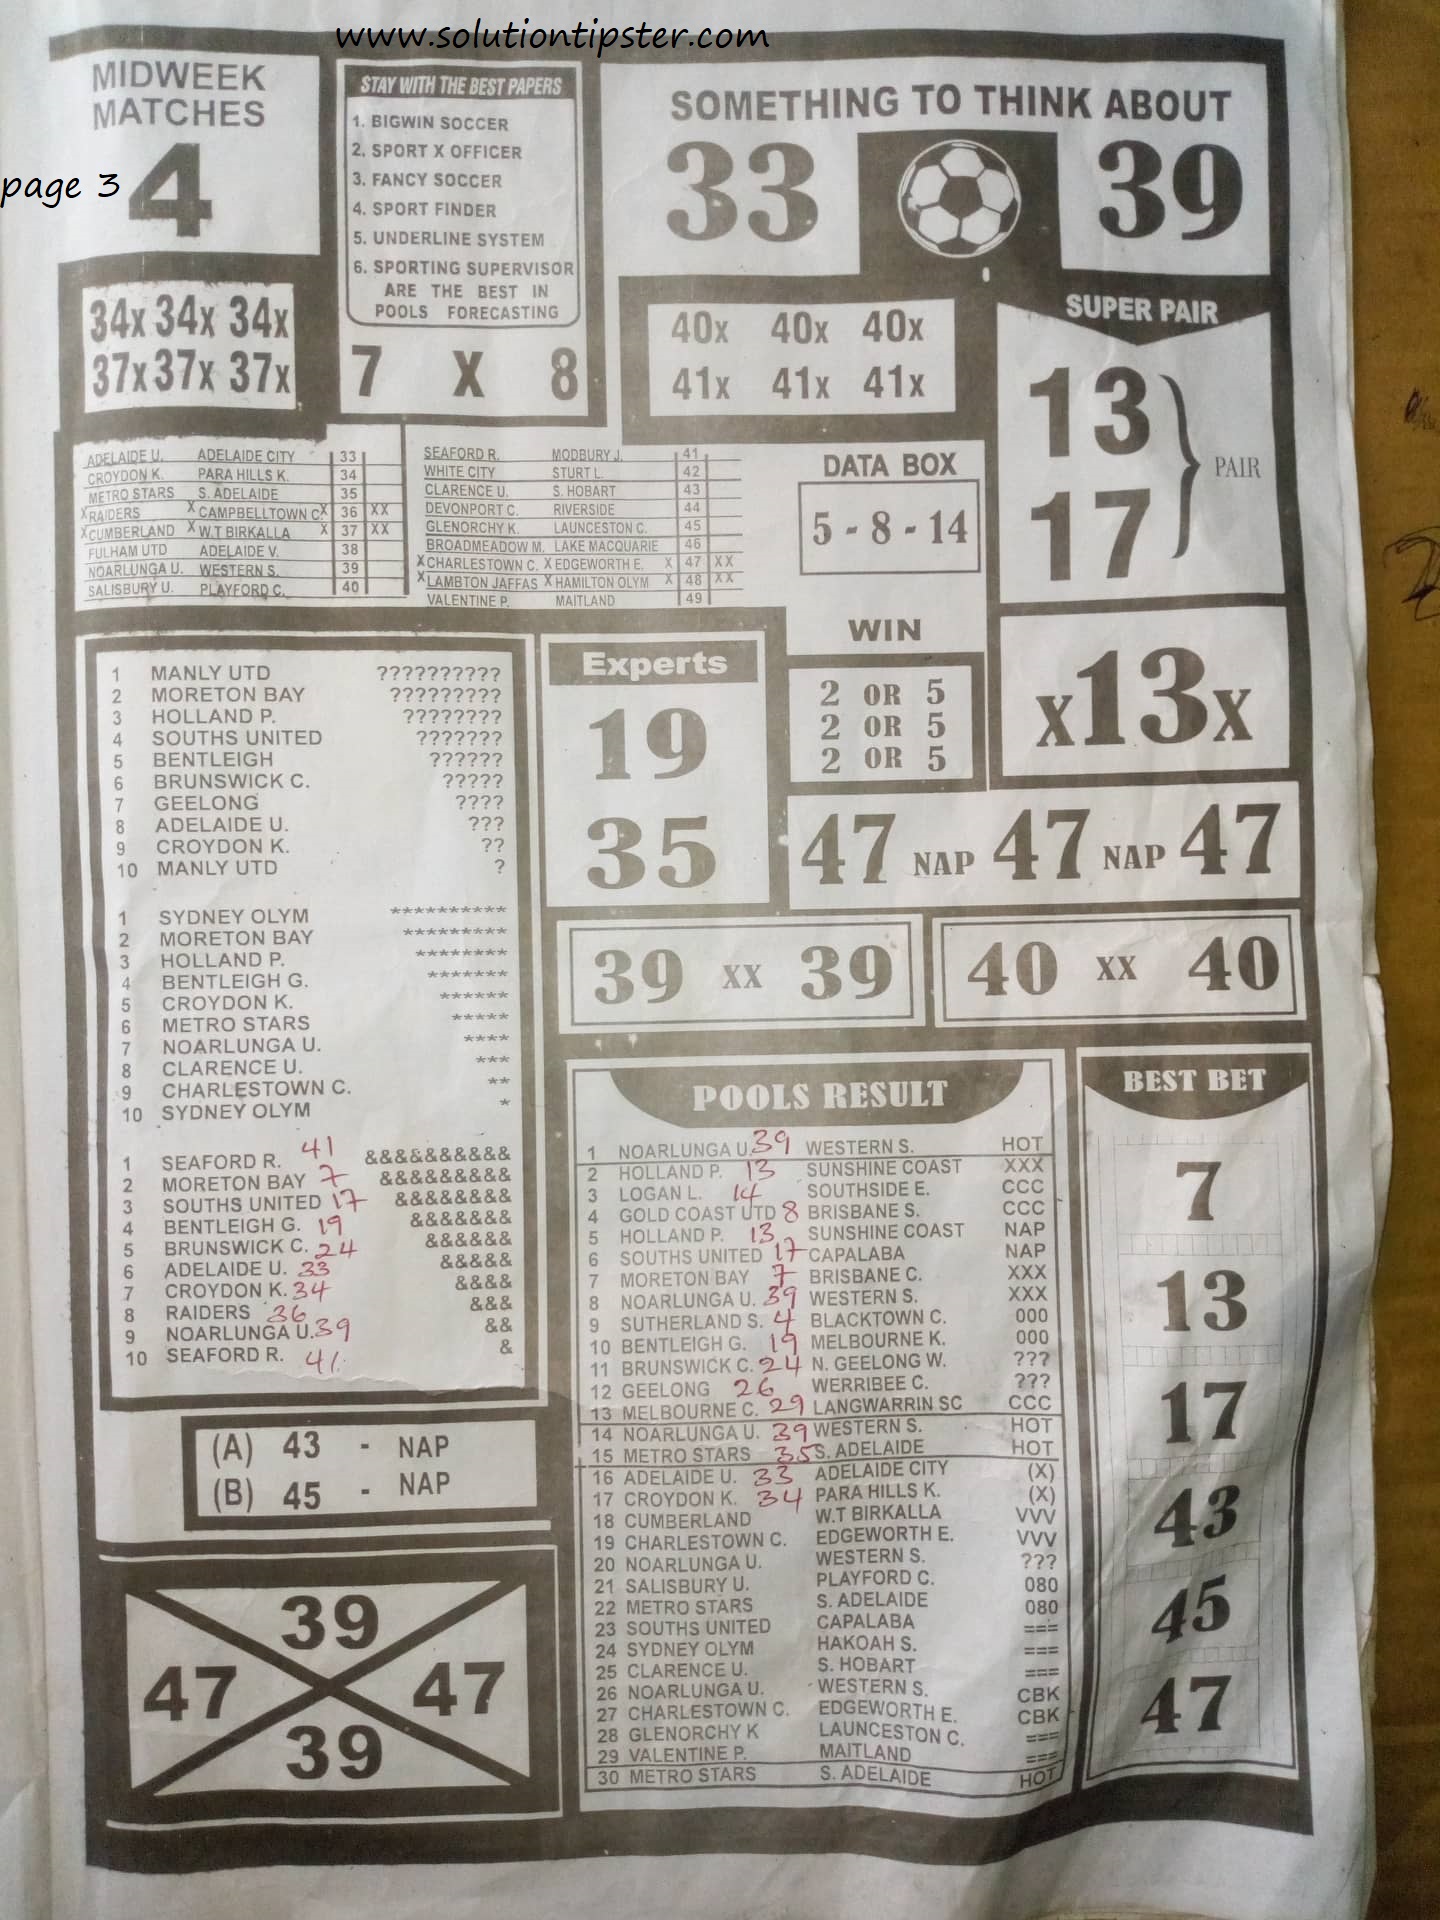 www.solutiontipster.com
page 3
MIDWEEK
MATCHES
4
STAY WITH THE BEST PAPERS
1. BIGWIN SOCCER
2. SPORT X OFFICER
3. FANCY SOCCER
4. SPORT FINDER
5. UNDERLINE SYSTEM
6. SPORTING SUPERVISOR
ARE THE BEST IN
POOLS FORECASTING
7 X 8
SOMETHING TO THINK ABOUT
33 39
34x 34x 34x
37x 37x 37x
40x 40x 40x
41x 41x 41x
SUPER PAIR
13
17
PAIR
ADELAIDE U. ADELAIDE CITY 33
CROYDON K. PARA HILLS K. 34
METRO STARS S. ADELAIDE 35
X RAIDERS X CAMPBELLTOWN C. X 36 XX
X CUMBERLAND X W.T BIRKALLA X 37 XX
FULHAM UTD ADELAIDE V. 38
NOARLUNGA U. WESTERN S. 39
SALISBURY U. PLAYFORD C. 40
SEAFORD R. MODBURY J. 41
WHITE CITY STURT L. 42
CLARENCE U. S. HOBART 43
DEVONPORT C. RIVERSIDE 44
GLENORCHY K. LAUNCESTON C. 45
BROADMEADOW M. LAKE MACQUARIE 46
X CHARLESTOWN C. X EDGEWORTH E. X 47 XX
X LAMBTON JAFFAS X HAMILTON OLYM X 48 XX
VALENTINE P. MAITLAND 49
DATA BOX
5 - 8 - 14
WIN
2 OR 5
2 OR 5
2 OR 5
X13X
Experts
19
35
47 NAP 47 NAP 47
39 XX 39
40 XX 40
1 MANLY UTD ??????????
2 MORETON BAY ?????????
3 HOLLAND P. ????????
4 SOUTHS UNITED ???????
5 BENTLEIGH ??????
6 BRUNSWICK C. ?????
7 GEELONG ????
8 ADELAIDE U. ???
9 CROYDON K. ??
10 MANLY UTD ?
1 SYDNEY OLYM **********
2 MORETON BAY *********
3 HOLLAND P. ********
4 BENTLEIGH G. *******
5 CROYDON K. ******
6 METRO STARS *****
7 NOARLUNGA U. ****
8 CLARENCE U. ***
9 CHARLESTOWN C. **
10 SYDNEY OLYM *
1 SEAFORD R. 41 &&&&&&&&&&
2 MORETON BAY 7 &&&&&&&&&
3 SOUTHS UNITED 17 &&&&&&&&
4 BENTLEIGH G. 19 &&&&&&&
5 BRUNSWICK C. 24 &&&&&&
6 ADELAIDE U. 33 &&&&&
7 CROYDON K. 34 &&&&
8 RAIDERS 36 &&&
9 NOARLUNGA U. 39 &&
10 SEAFORD R. 41. &
(A) 43 - NAP
(B) 45 - NAP
39
47 47
39
POOLS RESULT
1 NOARLUNGA U. 39 WESTERN S. HOT
2 HOLLAND P. 13 SUNSHINE COAST XXX
3 LOGAN L. 14 SOUTHSIDE E. CCC
4 GOLD COAST UTD 8 BRISBANE S. CCC
5 HOLLAND P. 13 SUNSHINE COAST NAP
6 SOUTHS UNITED 17 CAPALABA NAP
7 MORETON BAY 7 BRISBANE C. XXX
8 NOARLUNGA U. 39 WESTERN S. XXX
9 SUTHERLAND S. 4 BLACKTOWN C. 000
10 BENTLEIGH G. 19 MELBOURNE K. 000
11 BRUNSWICK C. 24 N. GEELONG W. ???
12 GEELONG 26 WERRIBEE C. ???
13 MELBOURNE C. 29 LANGWARRIN SC CCC
14 NOARLUNGA U. 39 WESTERN S. HOT
15 METRO STARS 35 S. ADELAIDE HOT
16 ADELAIDE U. 33 ADELAIDE CITY (X)
17 CROYDON K. 34 PARA HILLS K. (X)
18 CUMBERLAND W.T BIRKALLA VVV
19 CHARLESTOWN C. EDGEWORTH E. VVV
20 NOARLUNGA U. WESTERN S. ???
21 SALISBURY U. PLAYFORD C. 080
22 METRO STARS S. ADELAIDE 080
23 SOUTHS UNITED CAPALABA ===
24 SYDNEY OLYM HAKOAH S. ===
25 CLARENCE U. S. HOBART ===
26 NOARLUNGA U. WESTERN S. CBK
27 CHARLESTOWN C. EDGEWORTH E. CBK
28 GLENORCHY K LAUNCESTON C. ===
29 VALENTINE P. MAITLAND ===
30 METRO STARS S. ADELAIDE HOT
BEST BET
7
13
17
43
45
47